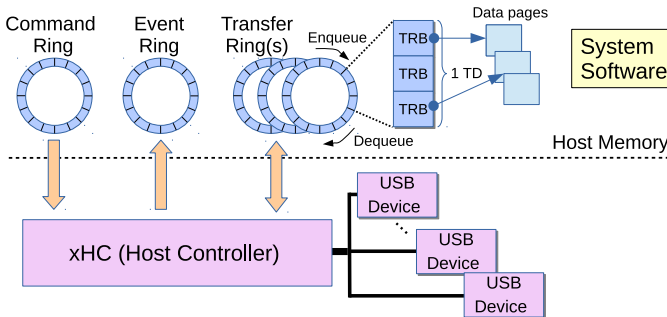 Command
Ring
Event
Ring
Transfer
Ring(s)
Enqueue
Dequeue
TRB
TRB
TRB
1 TD
Data pages
System
Software
Host Memory
xHC (Host Controller)
USB
Device
USB
Device
USB
Device